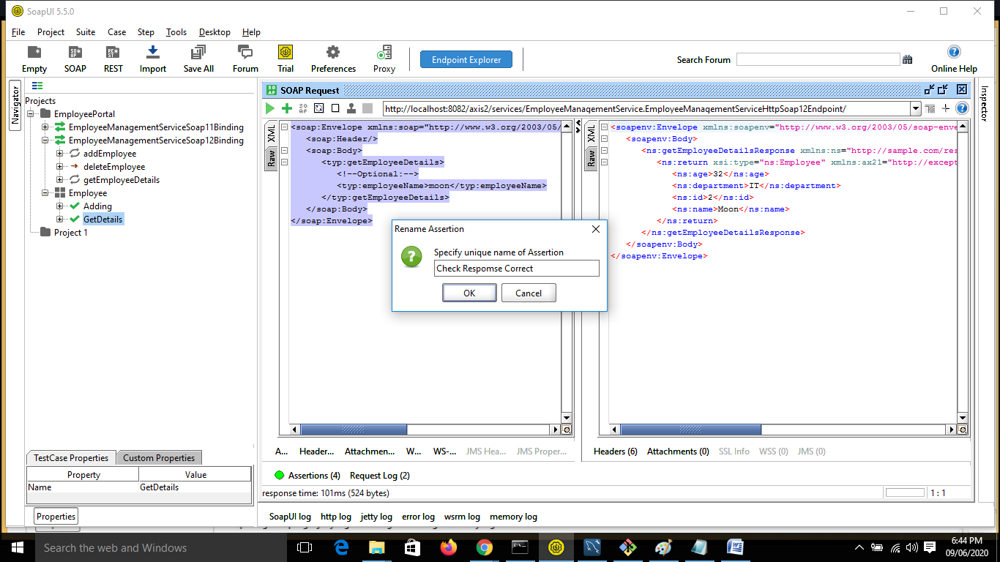 SoapUI 5.5.0
File Project Suite Case Step Tools Desktop Help
Empty SOAP REST Import Save All Forum Trial Preferences Proxy Endpoint Explorer Search Forum Online Help
Navigator
Inspector
Projects
EmployeePortal
EmployeeManagementServiceSoap11Binding
EmployeeManagementServiceSoap12Binding
addEmployee
deleteEmployee
getEmployeeDetails
Employee
Adding
GetDetails
Project 1
TestCase Properties Custom Properties
Property Value
Name GetDetails
Properties
SOAP Request
http://localhost:8082/axis2/services/EmployeeManagementService.EmployeeManagementServiceHttpSoap12Endpoint/
XML
Raw
<soap:Envelope xmlns:soap="http://www.w3.org/2003/05/
<soap:Header/>
<soap:Body>
<typ:getEmployeeDetails>
<!--Optional:-->
<typ:employeeName>moon</typ:employeeName>
</typ:getEmployeeDetails>
</soap:Body>
</soap:Envelope>
XML
Raw
<soapenv:Envelope xmlns:soapenv="http://www.w3.org/2003/05/soap-enve
<soapenv:Body>
<ns:getEmployeeDetailsResponse xmlns:ns="http://sample.com/res
<ns:return xsi:type="ns:Employee" xmlns:ax21="http://except
<ns:age>32</ns:age>
<ns:department>IT</ns:department>
<ns:id>2</ns:id>
<ns:name>Moon</ns:name>
</ns:return>
</ns:getEmployeeDetailsResponse>
</soapenv:Body>
</soapenv:Envelope>
Rename Assertion
Specify unique name of Assertion
Check Respomse Correct
OK Cancel
A... Header... Attachmen... W... WS-... JMS Hea... JMS Proper...
Headers (6) Attachments (0) SSL Info WSS (0) JMS (0)
Assertions (4) Request Log (2)
response time: 101ms (524 bytes) 1 : 1
SoapUI log http log jetty log error log wsrm log memory log
Search the web and Windows
6:44 PM
09/06/2020